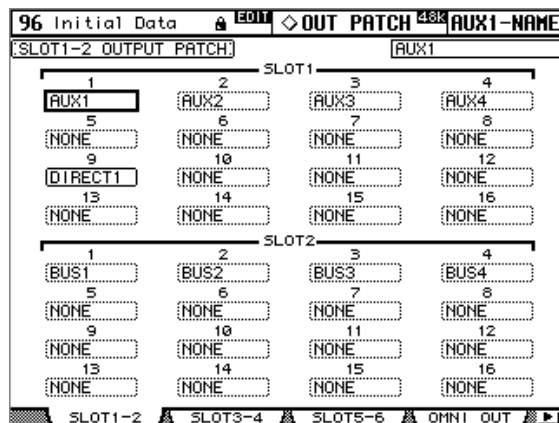 96 Initial Data EDIT ◇OUT PATCH 48k AUX1-NAME
SLOT1-2 OUTPUT PATCH AUX1
SLOT1
1 2 3 4
AUX1 AUX2 AUX3 AUX4
5 6 7 8
NONE NONE NONE NONE
9 10 11 12
DIRECT1 NONE NONE NONE
13 14 15 16
NONE NONE NONE NONE
SLOT2
1 2 3 4
BUS1 BUS2 BUS3 BUS4
5 6 7 8
NONE NONE NONE NONE
9 10 11 12
NONE NONE NONE NONE
13 14 15 16
NONE NONE NONE NONE
SLOT1-2 SLOT3-4 SLOT5-6 OMNI OUT